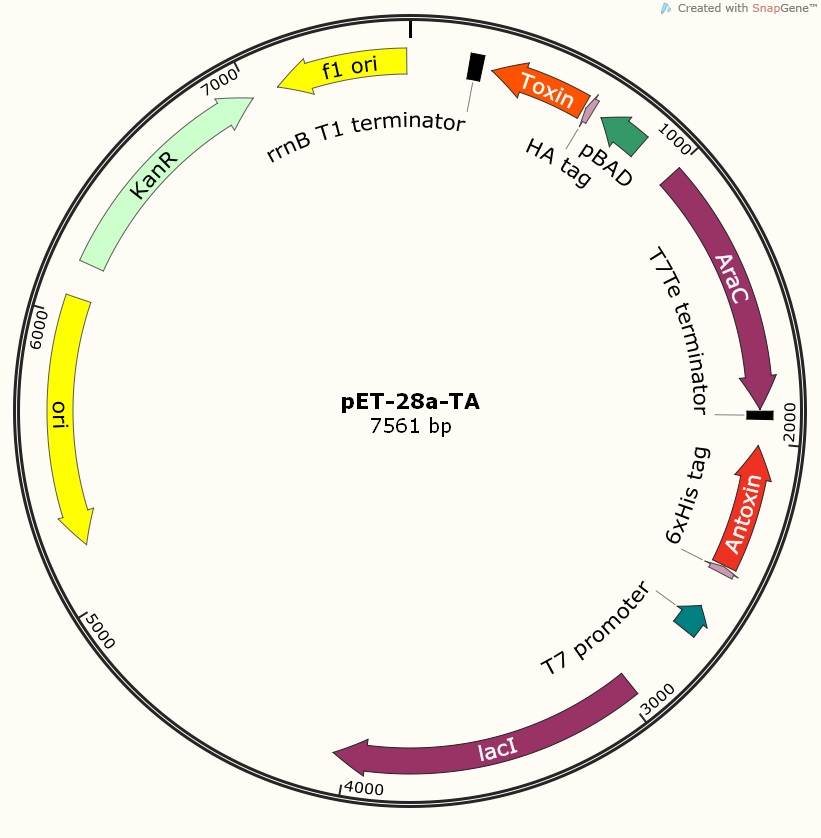 Created with SnapGene™
f1 ori
rrnB T1 terminator
Toxin
HA tag
pBAD
1000
AraC
T7Te terminator
2000
6xHis tag
Antoxin
T7 promoter
3000
lacI
4000
5000
ori
6000
KanR
7000
pET-28a-TA
7561 bp